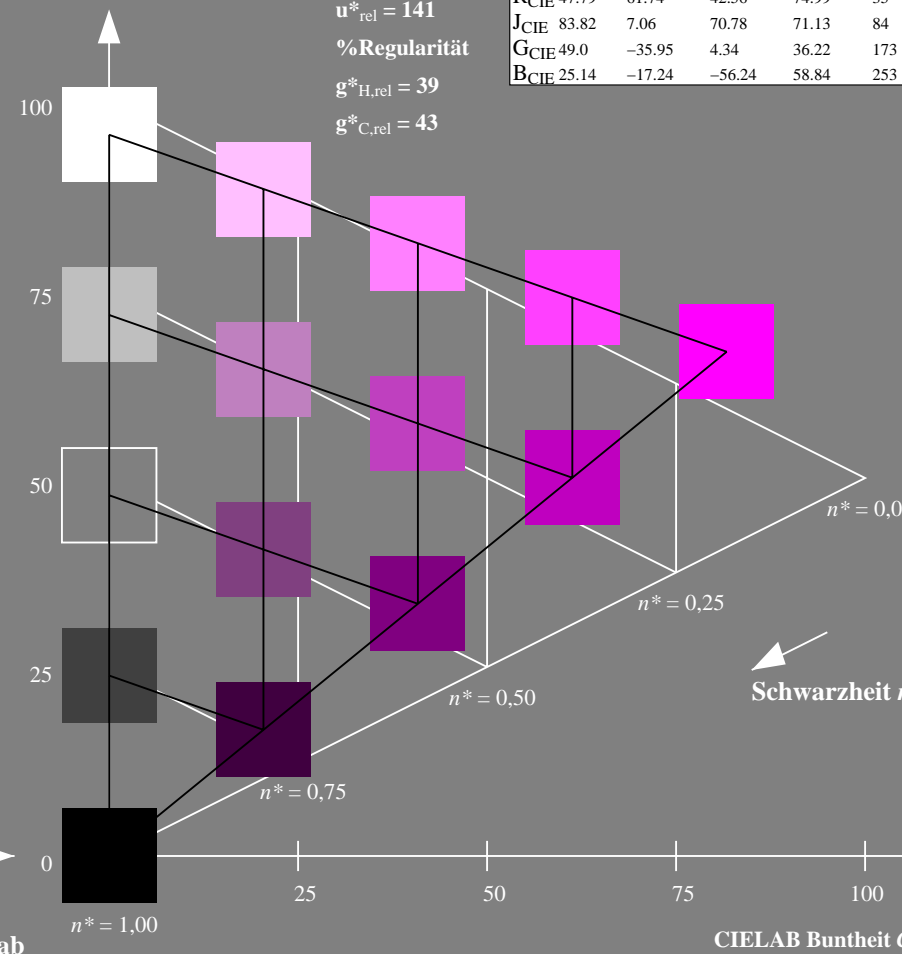 u*rel = 141
%Regularität
g*H,rel = 39
g*C,rel = 43
JCIE 83.82 7.06 70.78 71.13 84
GCIE 49.0 –35.95 4.34 36.22 173
BCIE 25.14 –17.24 –56.24 58.84 253
100
75
50
25
0
n* = 0,0
n* = 0,25
n* = 0,50
n* = 0,75
n* = 1,00
Schwarzheit
25 50 75 100
CIELAB Buntheit
ab